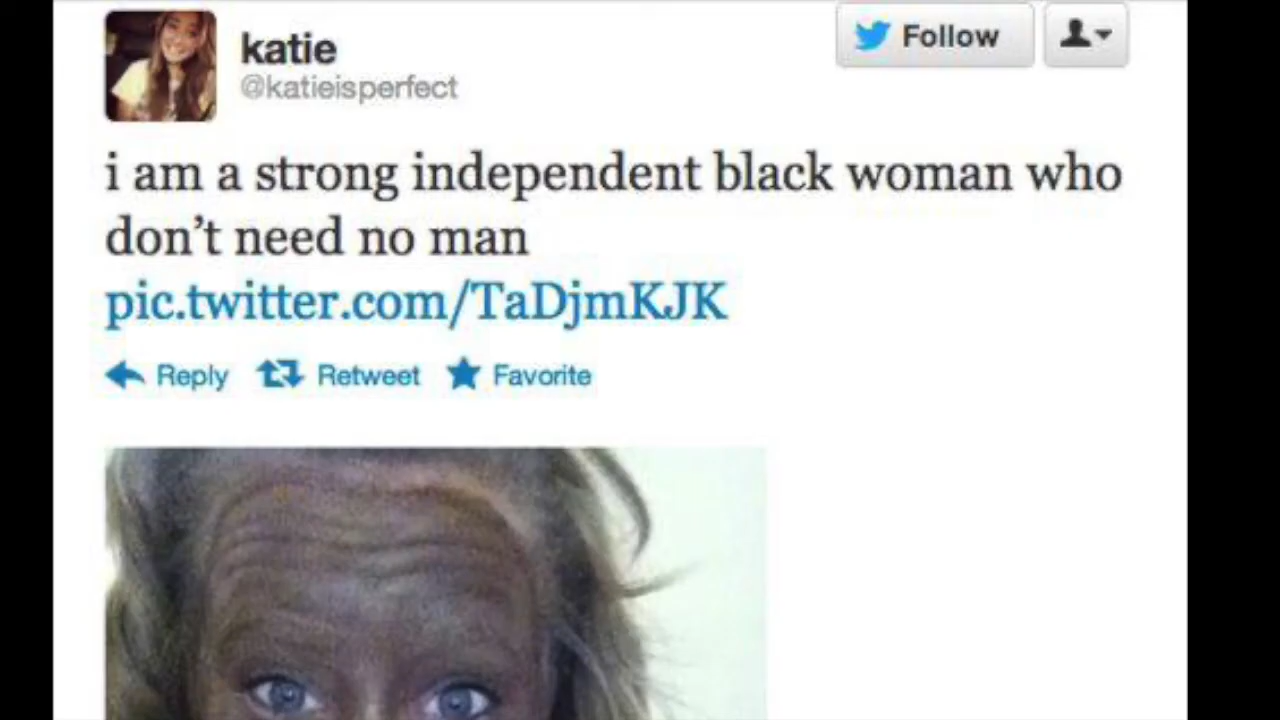 katie
Follow
@katieisperfect
i am a strong independent black woman who
don’t need no man
pic.twitter.com/TaDjmKJK
Reply Retweet Favorite